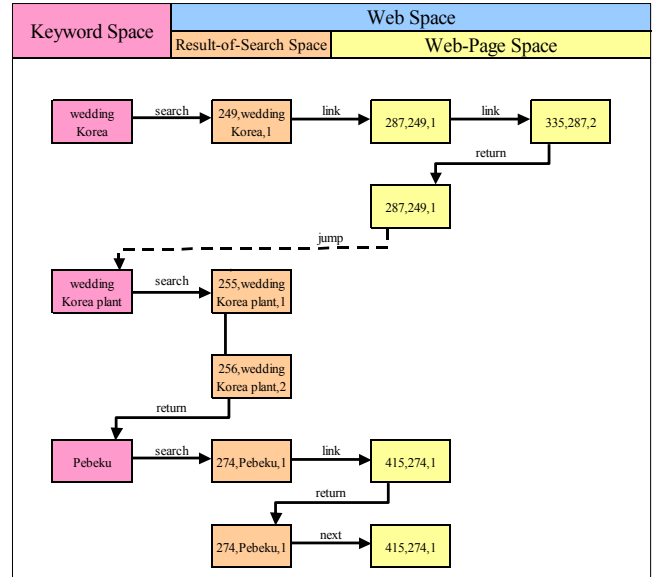 Keyword Space
Web Space
Result-of-Search Space
Web-Page Space
wedding
Korea
search
249,wedding
Korea,1
link
287,249,1
link
335,287,2
return
287,249,1
jump
wedding
Korea plant
search
255,wedding
Korea plant,1
256,wedding
Korea plant,2
return
Pebeku
search
274,Pebeku,1
link
415,274,1
return
274,Pebeku,1
next
415,274,1